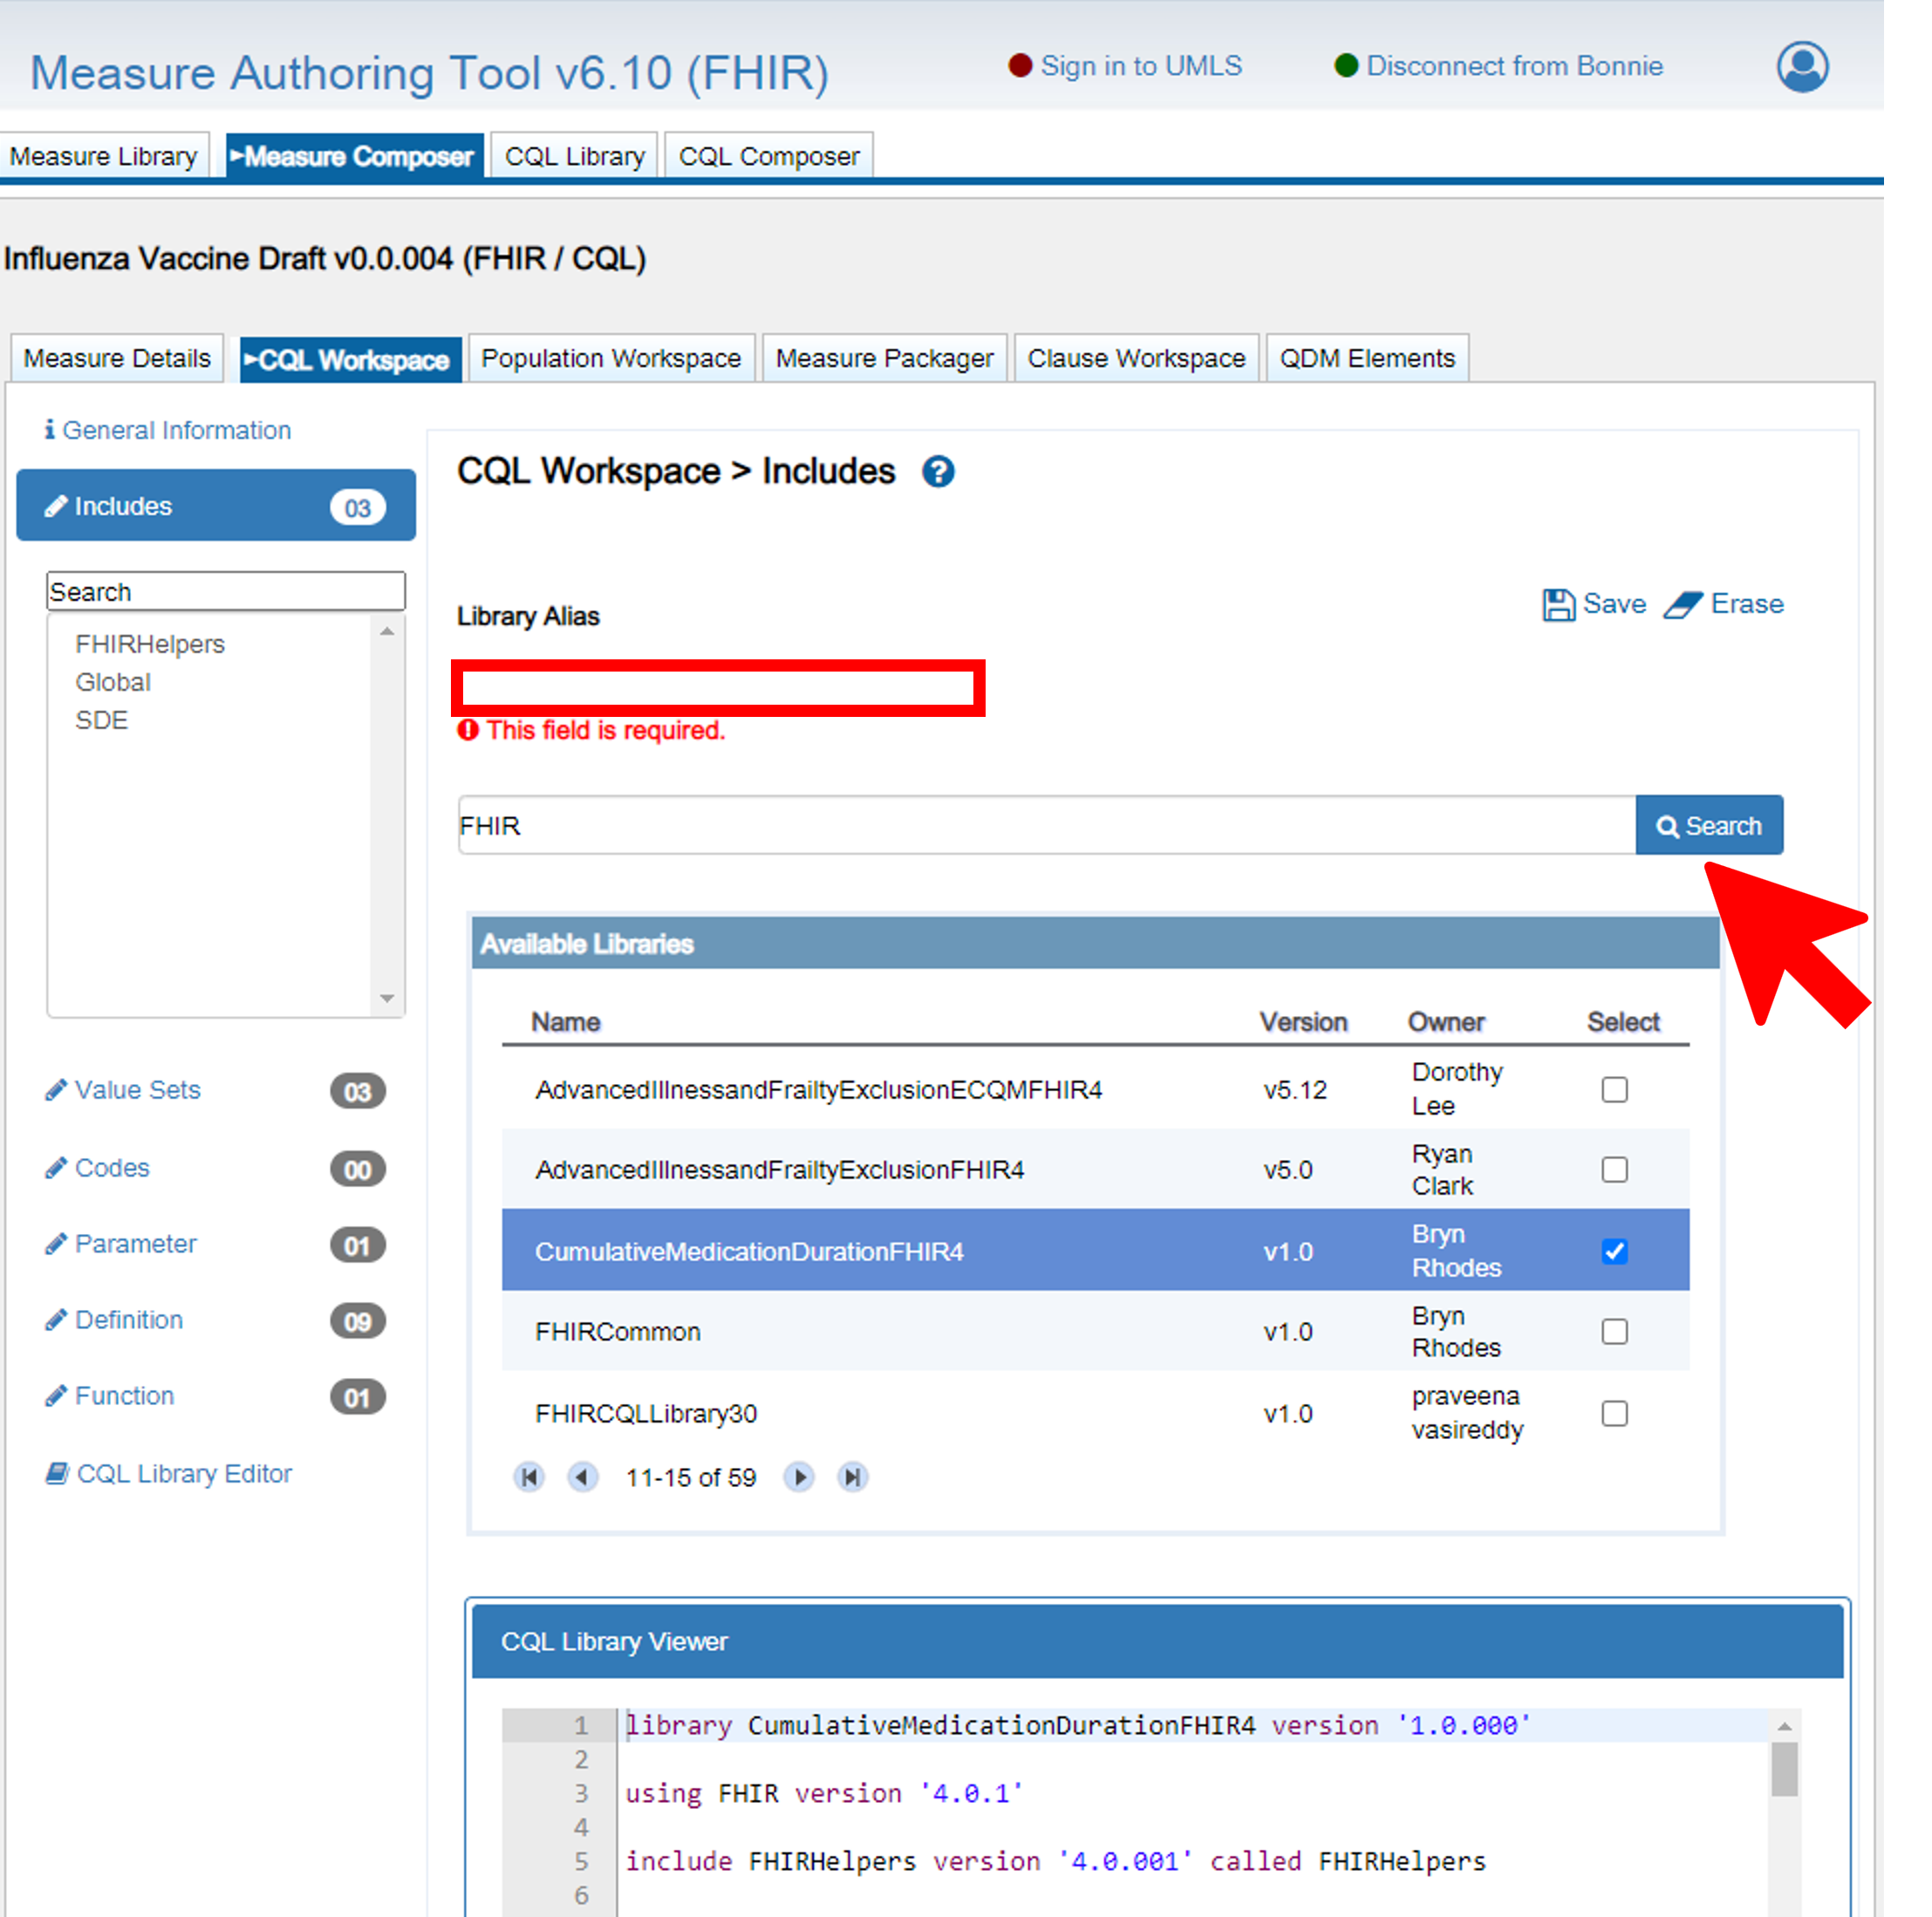 Measure Authoring Tool v6.10 (FHIR)
Sign in to UMLS
Disconnect from Bonnie
Measure Library
Measure Composer
CQL Library
CQL Composer
Influenza Vaccine Draft v0.0.004 (FHIR / CQL)
Measure Details
CQL Workspace
Population Workspace
Measure Packager
Clause Workspace
QDM Elements
General Information
Includes 03
Search
FHIRHelpers
Global
SDE
Value Sets 03
Codes 00
Parameter 01
Definition 09
Function 01
CQL Library Editor
CQL Workspace > Includes
Library Alias
Save
Erase
This field is required.
FHIR
Search
Available Libraries
Name Version Owner Select
AdvancedIllnessandFrailtyExclusionECQMFHIR4 v5.12 Dorothy Lee
AdvancedIllnessandFrailtyExclusionFHIR4 v5.0 Ryan Clark
CumulativeMedicationDurationFHIR4 v1.0 Bryn Rhodes
FHIRCommon v1.0 Bryn Rhodes
FHIRCQLLibrary30 v1.0 praveena vasireddy
11-15 of 59
CQL Library Viewer
1 library CumulativeMedicationDurationFHIR4 version '1.0.000'
2
3 using FHIR version '4.0.1'
4
5 include FHIRHelpers version '4.0.001' called FHIRHelpers
6